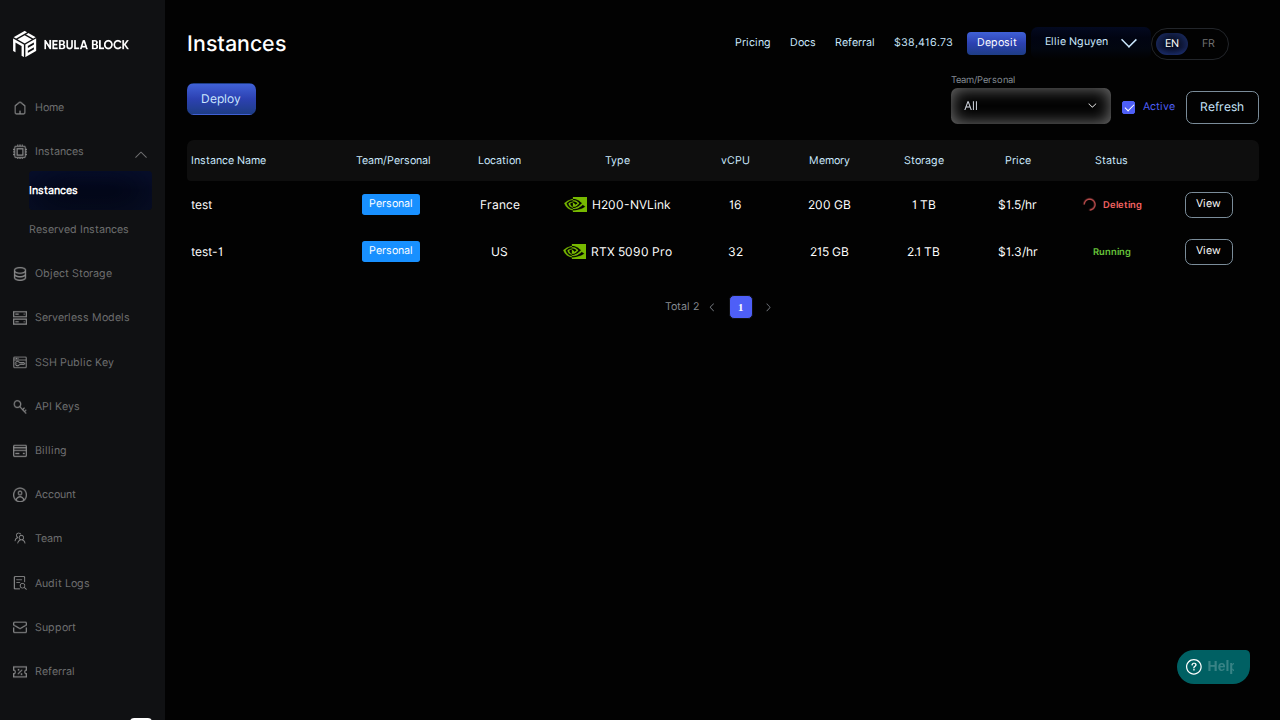 NEBULA BLOCK
Home
Instances
Instances
Reserved Instances
Object Storage
Serverless Models
SSH Public Key
API Keys
Billing
Account
Team
Audit Logs
Support
Referral
Instances
Pricing Docs Referral $38,416.73 Deposit Ellie Nguyen EN FR
Deploy
Team/Personal
All
Active
Refresh
Instance Name Team/Personal Location Type vCPU Memory Storage Price Status
test Personal France H200-NVLink 16 200 GB 1 TB $1.5/hr Deleting View
test-1 Personal US RTX 5090 Pro 32 215 GB 2.1 TB $1.3/hr Running View
Total 2 1
Help